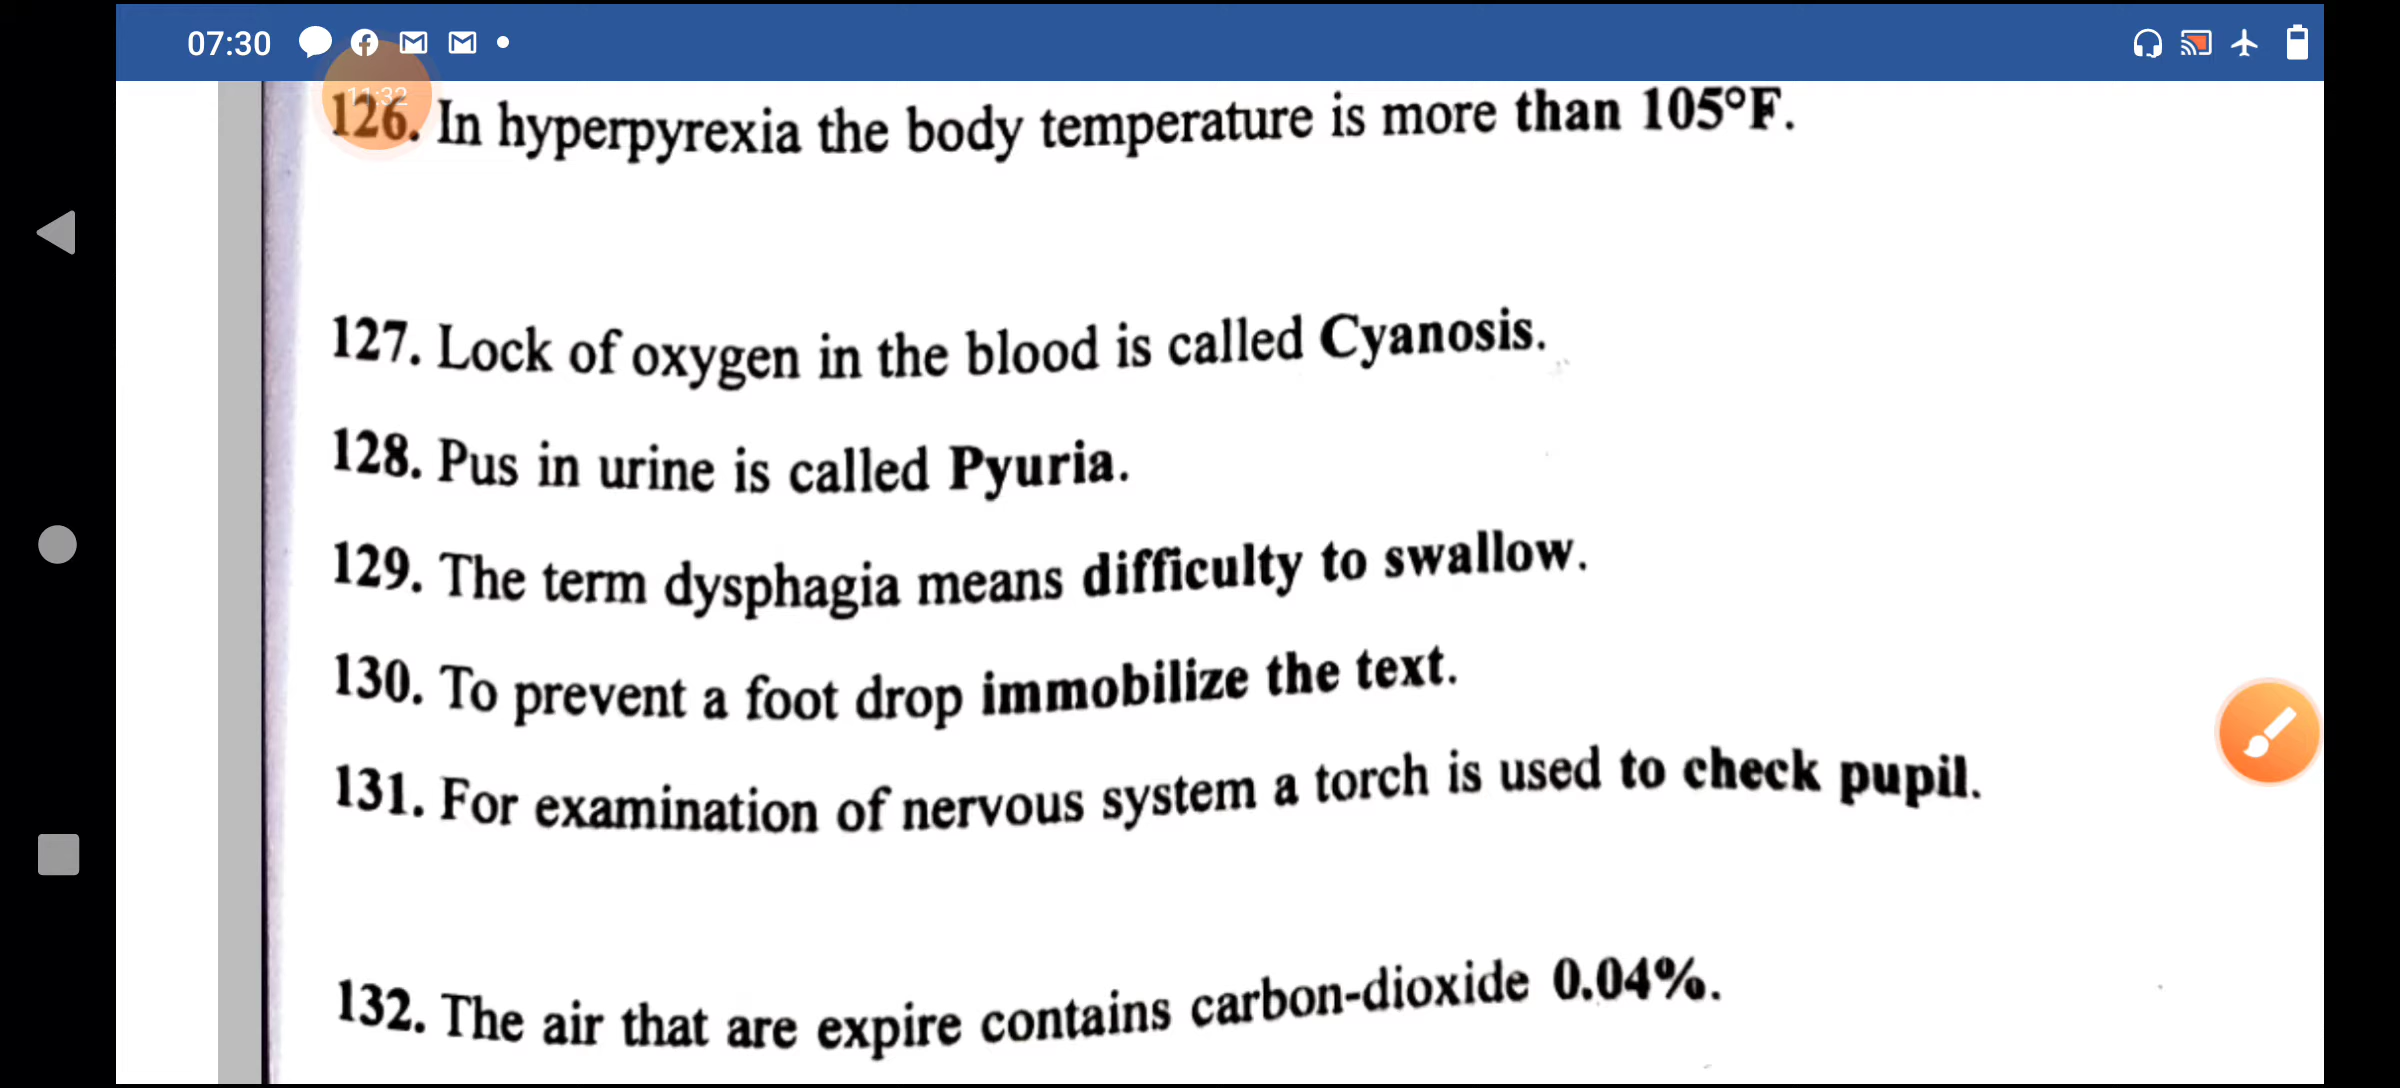 07:30
11:32
126. In hyperpyrexia the body temperature is more than 105°F.
127. Lock of oxygen in the blood is called Cyanosis.
128. Pus in urine is called Pyuria.
129. The term dysphagia means difficulty to swallow.
130. To prevent a foot drop immobilize the text.
131. For examination of nervous system a torch is used to check pupil.
132. The air that are expire contains carbon-dioxide 0.04%.